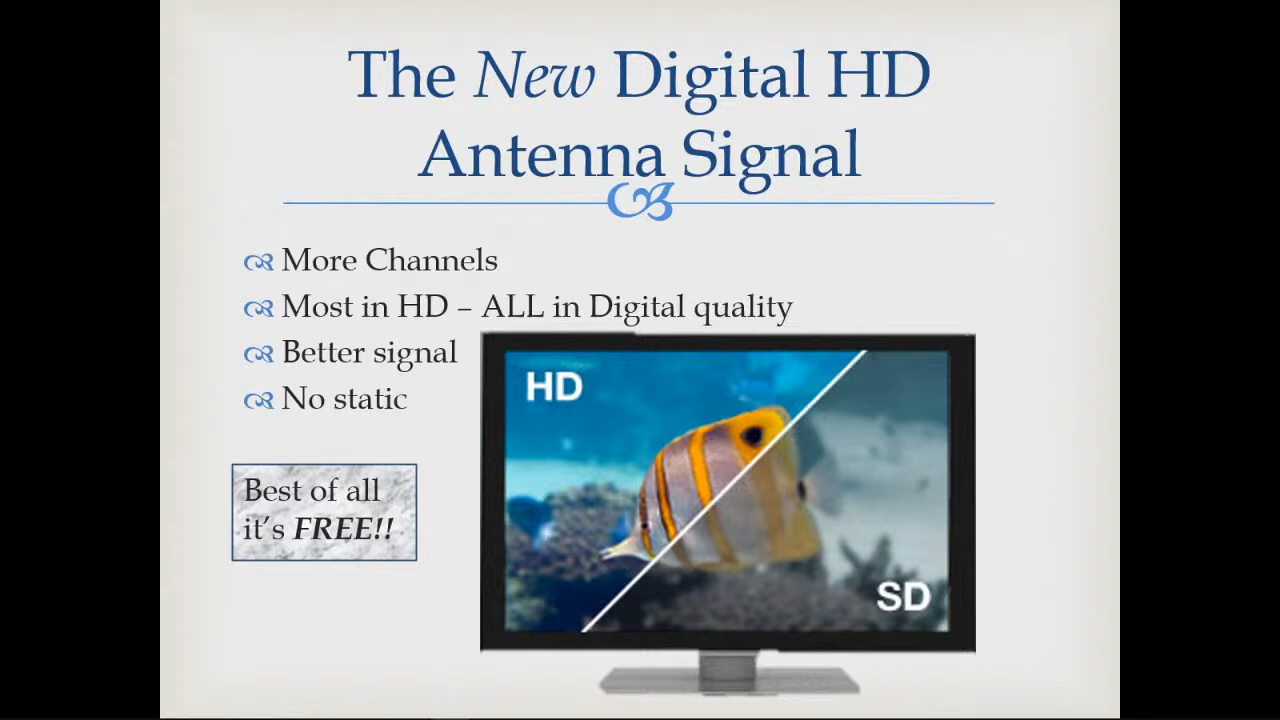 The New Digital HD
Antenna Signal
More Channels
Most in HD – ALL in Digital quality
Better signal
No static
Best of all
it's FREE!!
HD
SD